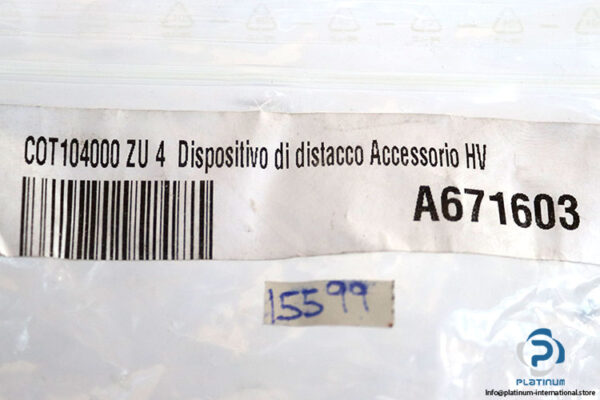 COT104000 ZU 4 Dispositivo di distacco Accessorio HV
A671603
15599
PLATINUM
Info@platinum-international.store